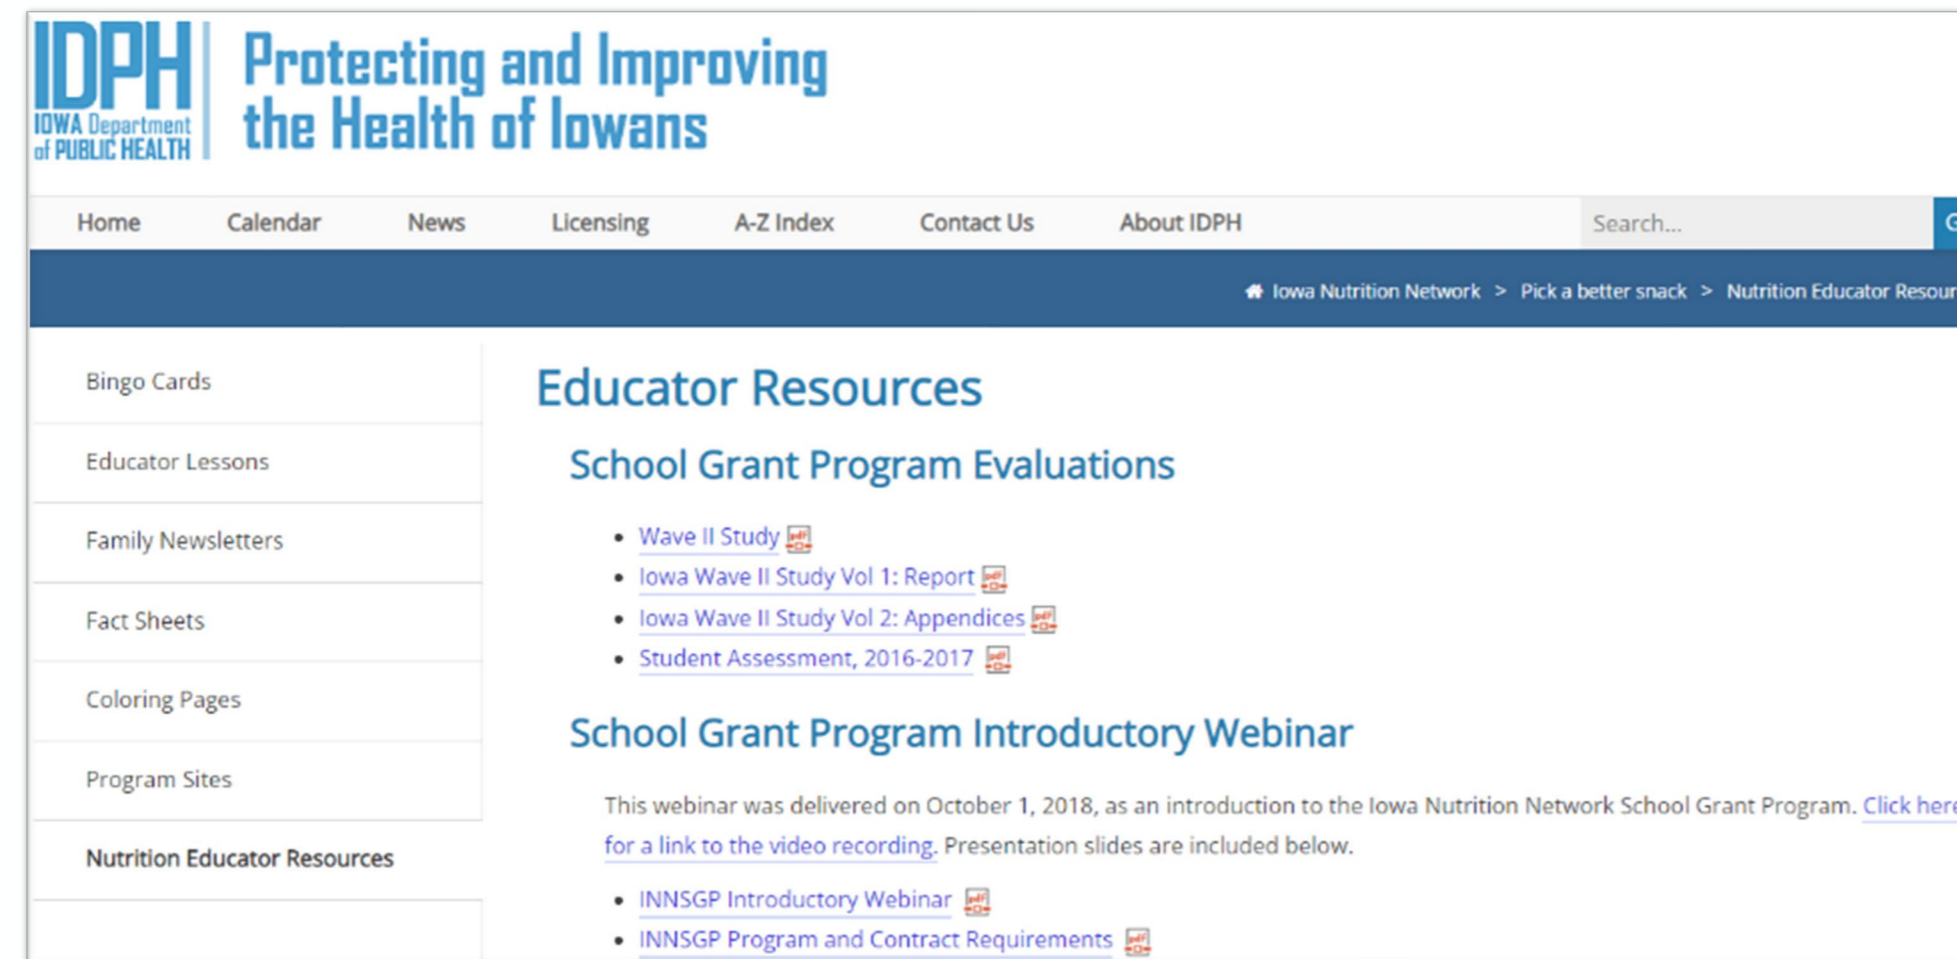 IDPH
IOWA Department
of PUBLIC HEALTH
Protecting and Improving
the Health of Iowans
Home Calendar News Licensing A-Z Index Contact Us About IDPH Search...
Iowa Nutrition Network > Pick a better snack > Nutrition Educator
Bingo Cards
Educator Lessons
Family Newsletters
Fact Sheets
Coloring Pages
Program Sites
Nutrition Educator Resources
Educator Resources
School Grant Program Evaluations
• Wave II Study
• Iowa Wave II Study Vol 1: Report
• Iowa Wave II Study Vol 2: Appendices
• Student Assessment, 2016-2017
School Grant Program Introductory Webinar
This webinar was delivered on October 1, 2018, as an introduction to the Iowa Nutrition Network School Grant Program. Click here
for a link to the video recording. Presentation slides are included below.
• INNSGP Introductory Webinar
• INNSGP Program and Contract Requirements